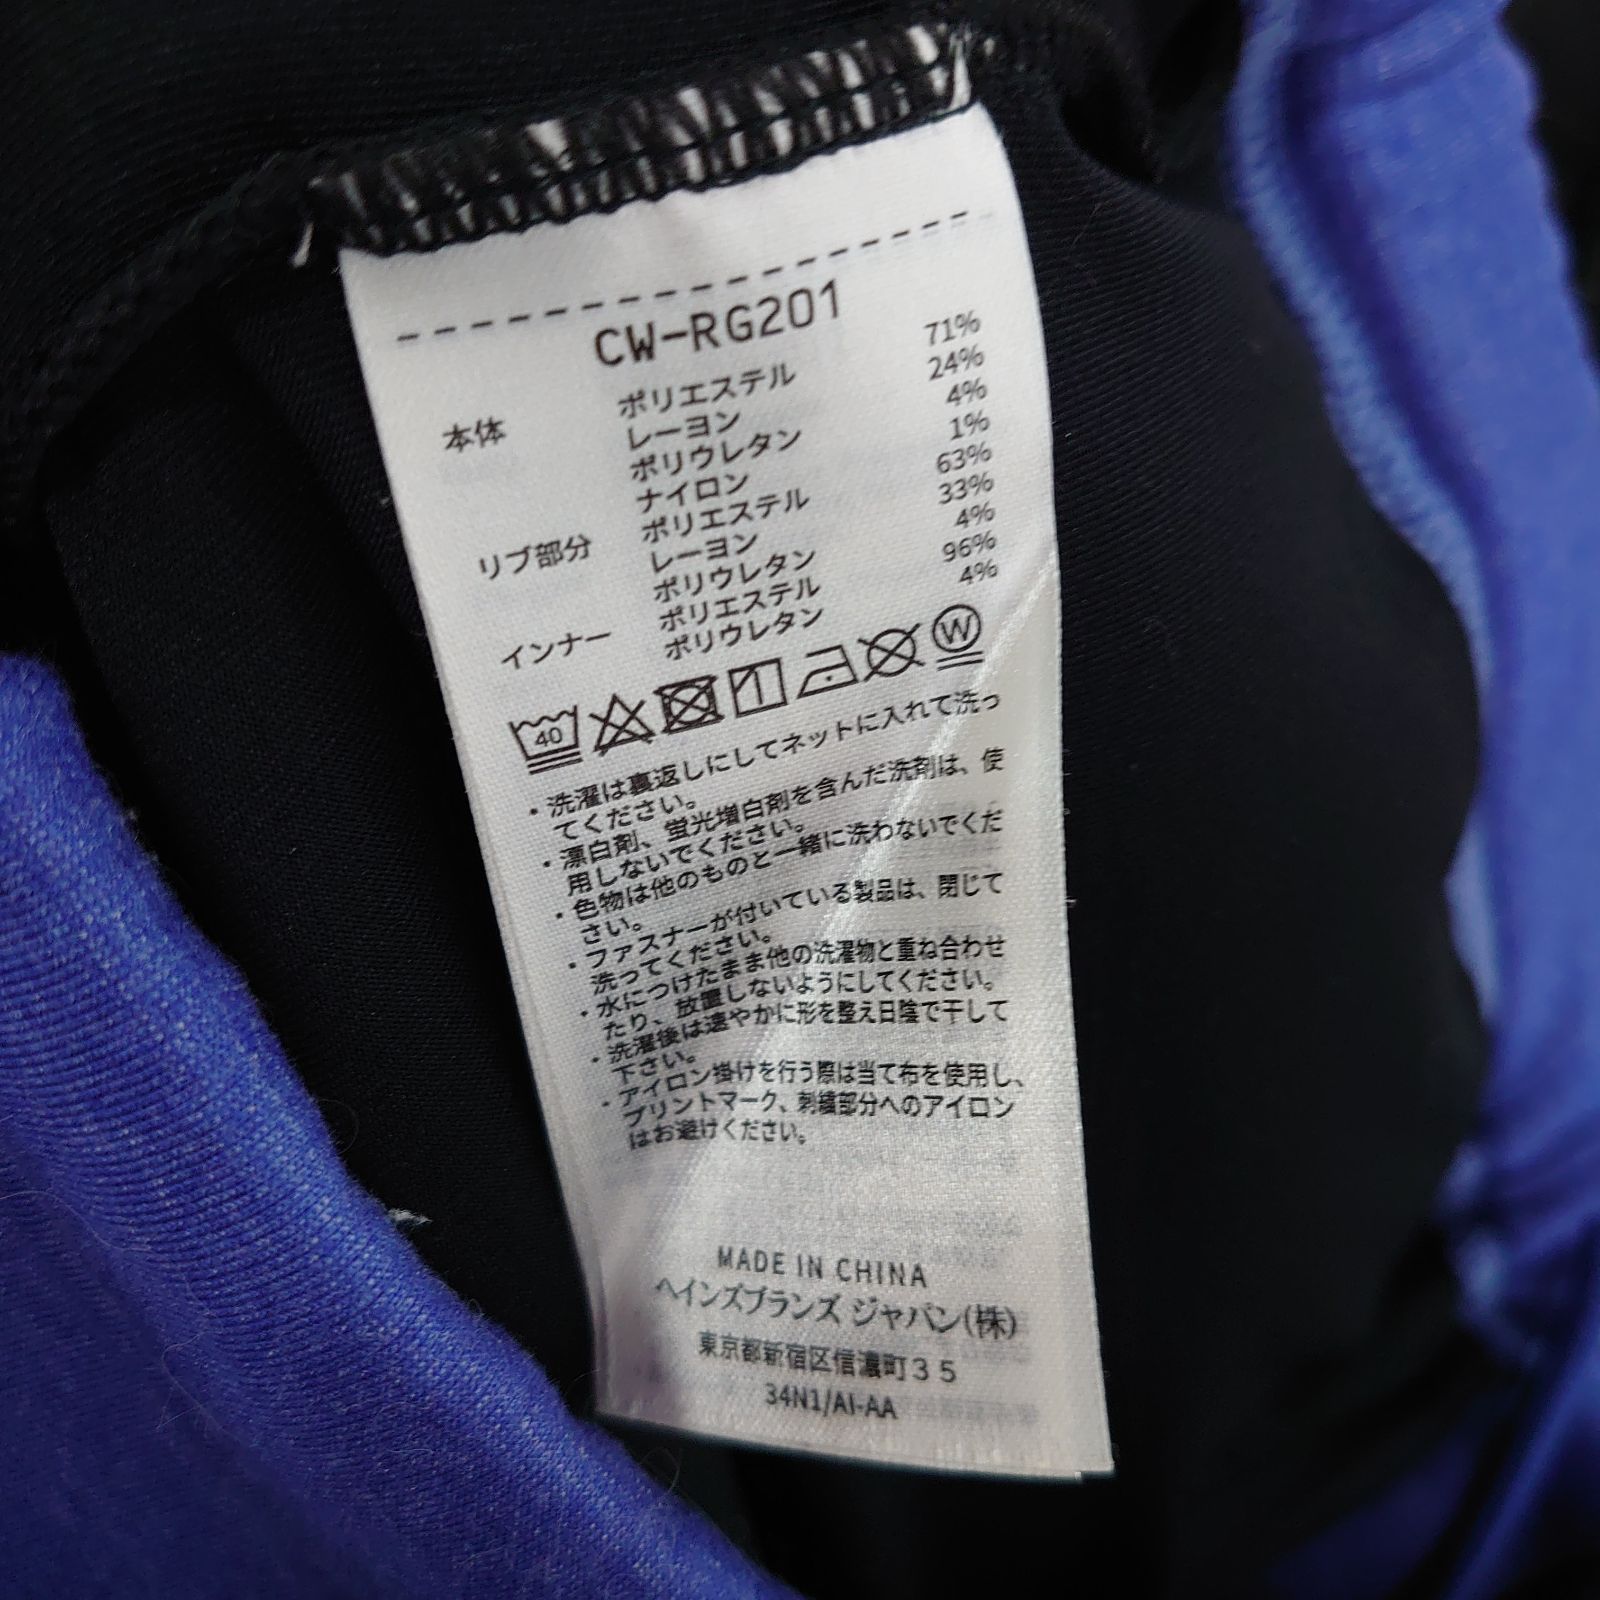 CW-RG201
本体 ポリエステル 71%
レーヨン 24%
ポリウレタン 4%
ナイロン 1%
リブ部分 ポリエステル 63%
レーヨン 33%
ポリウレタン 4%
インナー ポリエステル 96%
ポリウレタン 4%
40 W
・洗濯は裏返しにしてネットに入れて洗っ
てください。
・漂白剤、蛍光増白剤を含んだ洗剤は、使
用しないでください。
・色物は他のものと一緒に洗わないでくだ
さい。
・ファスナーが付いている製品は、閉じて
洗ってください。
・水につけたまま他の洗濯物と重ね合わせ
たり、放置しないようにしてください。
・洗濯後は速やかに形を整え日陰で干して
下さい。
・アイロン掛けを行う際は当て布を使用し、
プリントマーク、刺繍部分へのアイロン
はお避けください。
MADE IN CHINA
ヘインズブランズ ジャパン(株)
東京都新宿区信濃町35
34N1/AI-AA